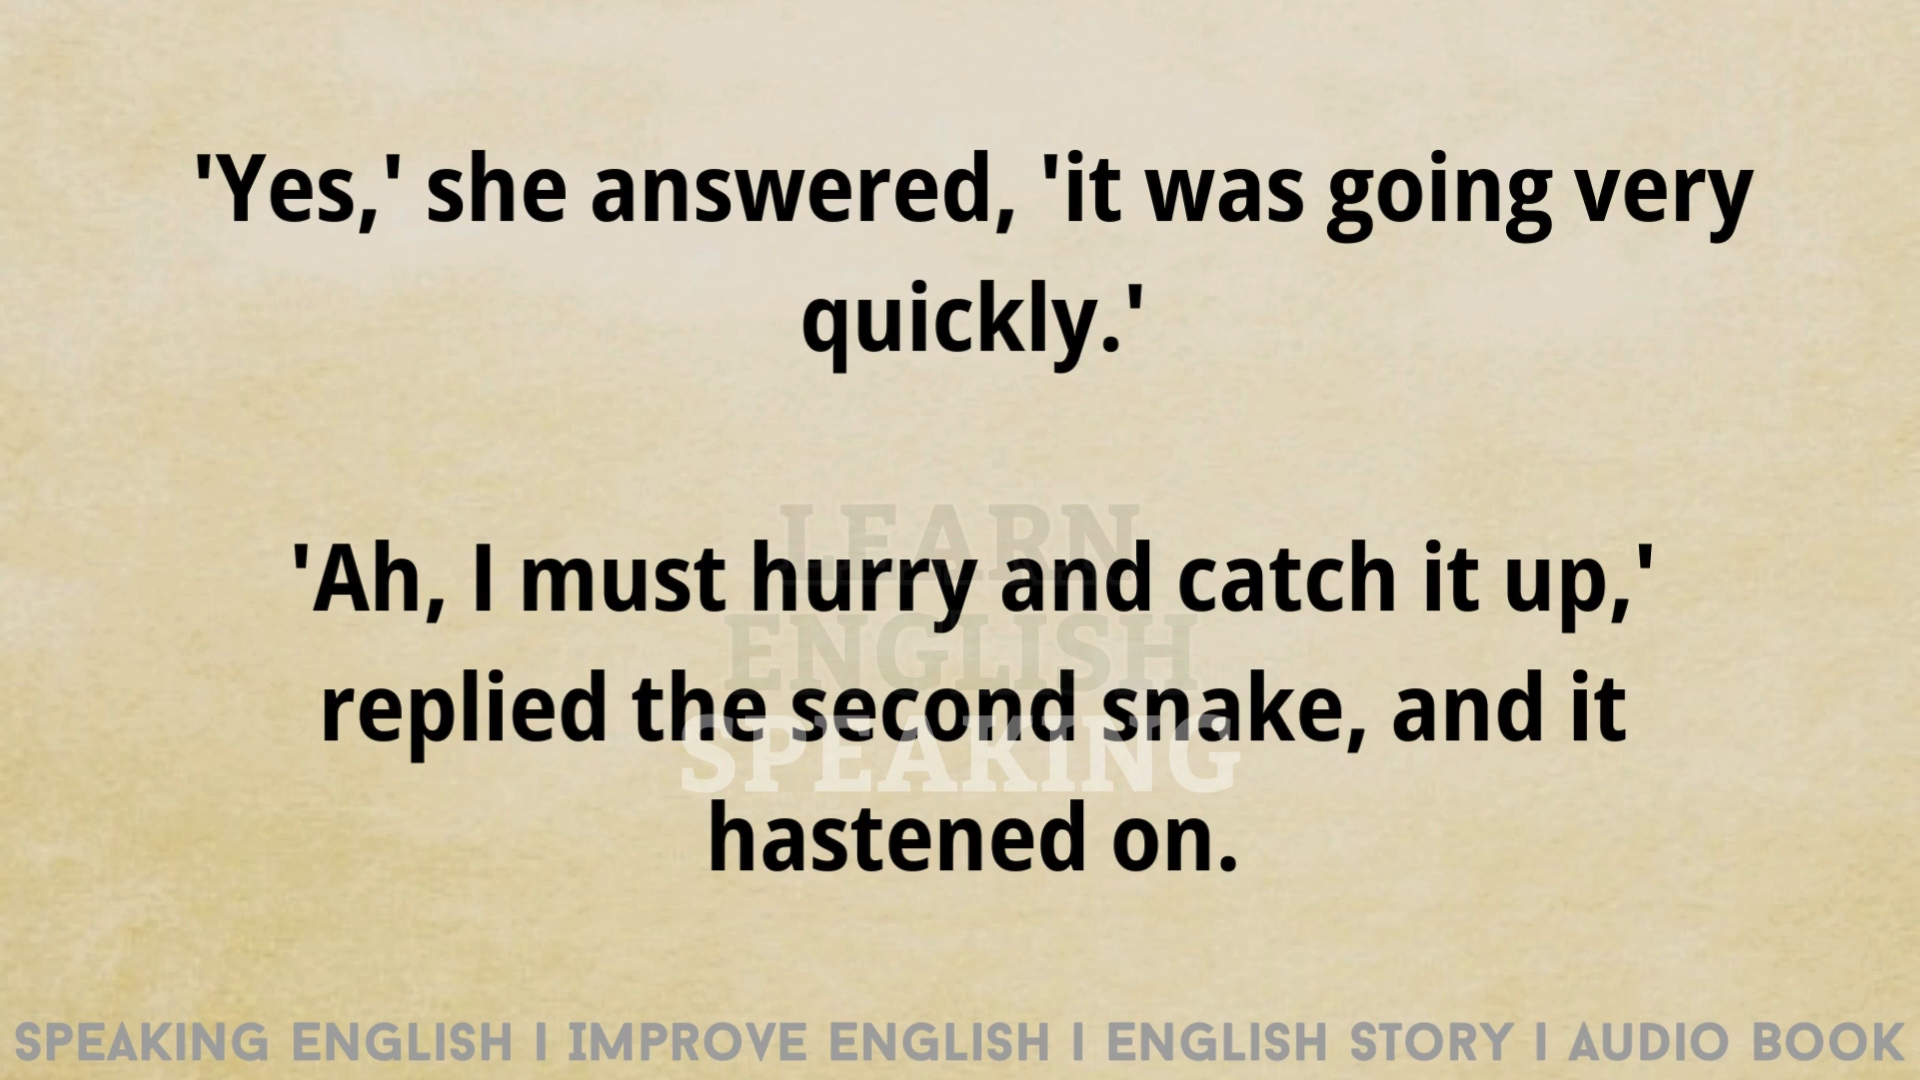 'Yes,' she answered, 'it was going very
quickly.'
'Ah, I must hurry and catch it up,'
replied the second snake, and it
hastened on.
LEARN
ENGLISH
SPEAKING
SPEAKING ENGLISH I IMPROVE ENGLISH I ENGLISH STORY I AUDIO BOOK